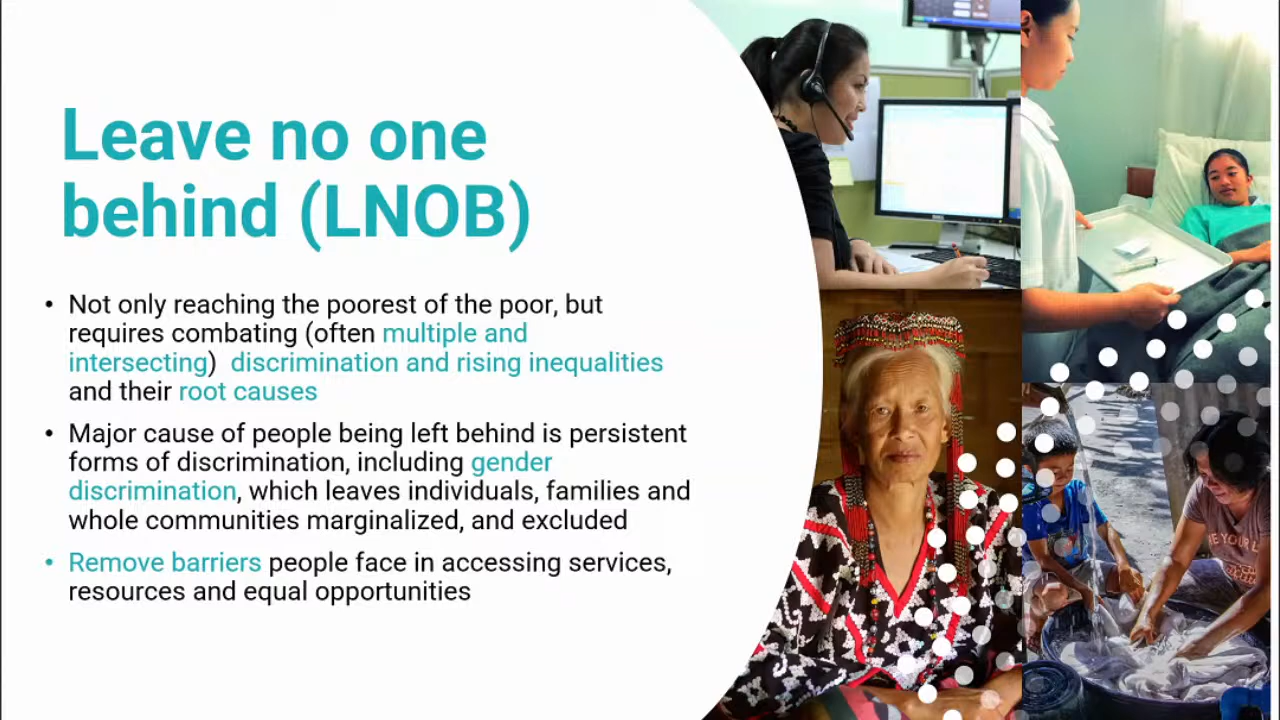 Leave no one
behind (LNOB)
• Not only reaching the poorest of the poor, but
requires combating (often multiple and
intersecting)  discrimination and rising inequalities
and their root causes
• Major cause of people being left behind is persistent
forms of discrimination, including gender
discrimination, which leaves individuals, families and
whole communities marginalized, and excluded
• Remove barriers people face in accessing services,
resources and equal opportunities